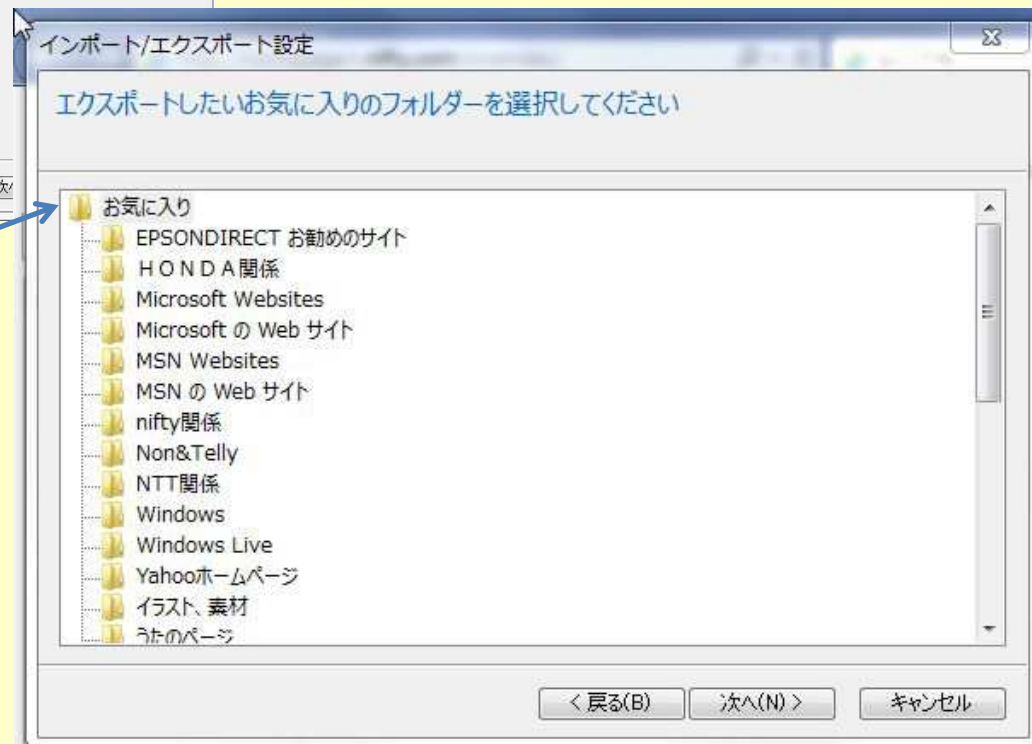 インポート/エクスポート設定
エクスポートしたいお気に入りのフォルダーを選択してください
お気に入り
EPSONDIRECT お勧めのサイト
ＨＯＮＤＡ関係
Microsoft Websites
Microsoft の Web サイト
MSN Websites
MSN の Web サイト
nifty関係
Non&Telly
NTT関係
Windows
Windows Live
Yahooホームページ
イラスト、素材
うたのページ
< 戻る(B)
次へ(N) >
キャンセル